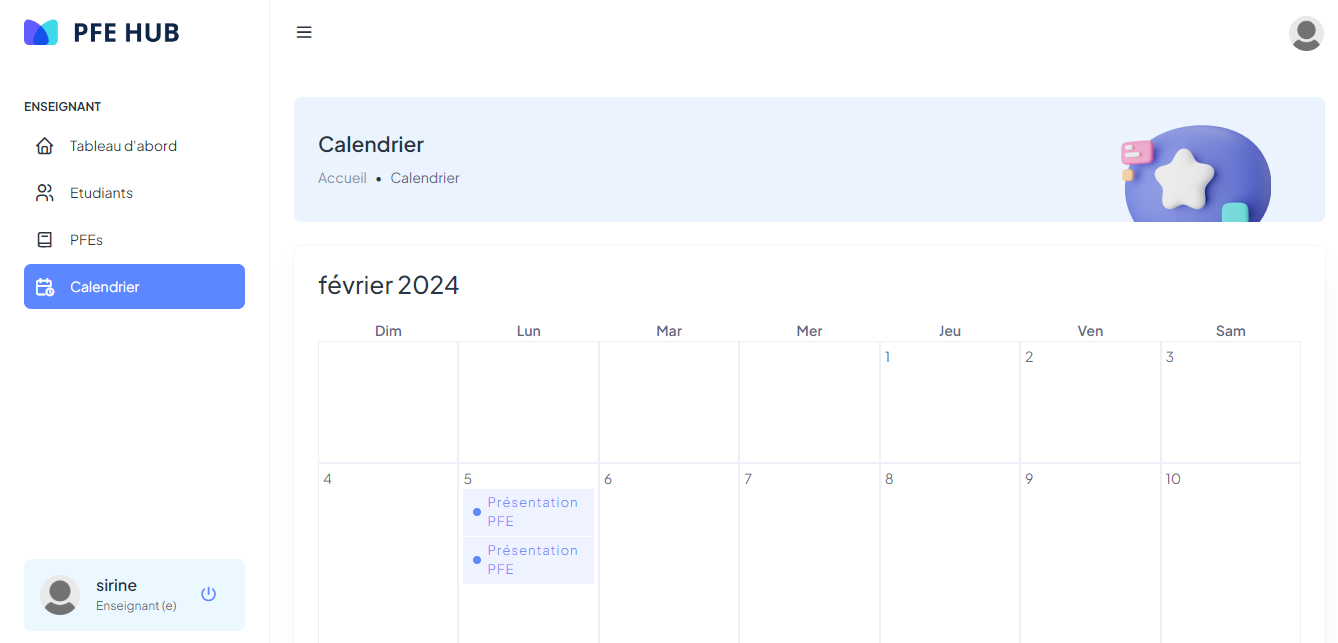 PFE HUB
ENSEIGNANT
Tableau d'abord
Etudiants
PFEs
Calendrier
sirine
Enseignant (e)
Calendrier
Accueil • Calendrier
février 2024
Dim Lun Mar Mer Jeu Ven Sam
1 2 3
4 5 6 7 8 9 10
Présentation
PFE
Présentation
PFE